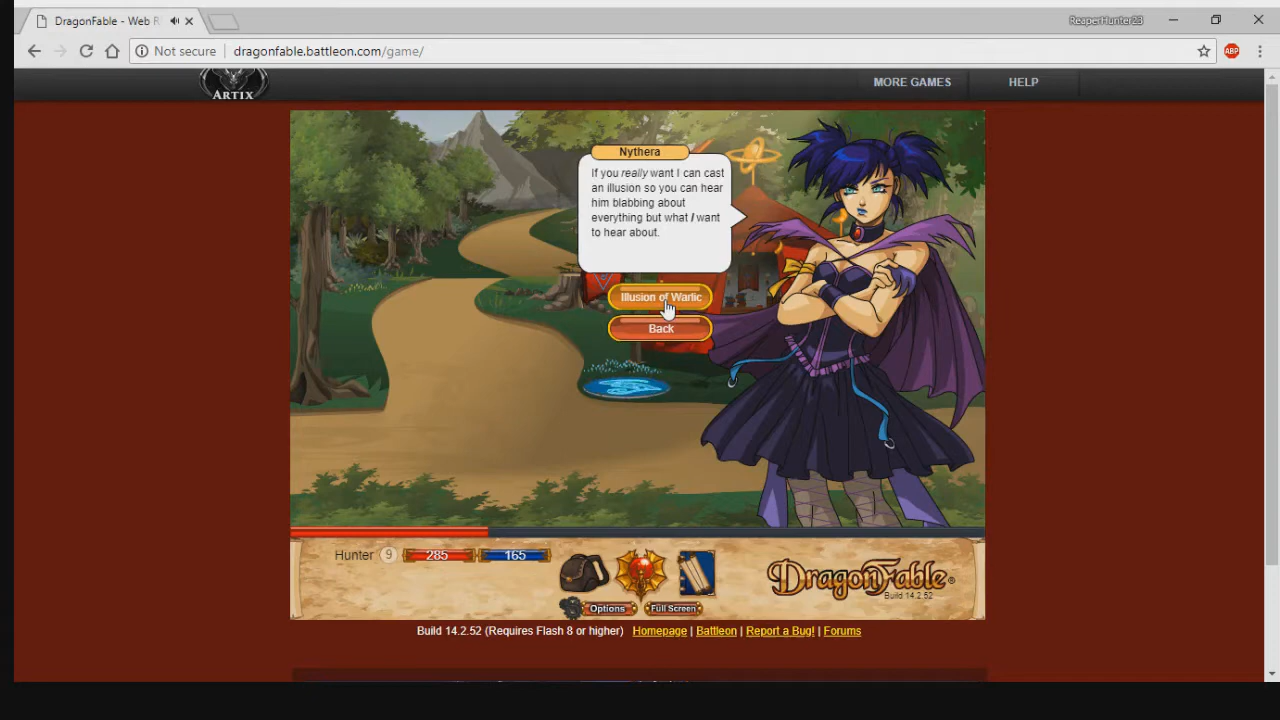 DragonFable - Web R
ReaperHunter23
Not secure
dragonfable.battleon.com/game/
ABP
ARTIX
MORE GAMES
HELP
Nythera
If you really want I can cast
an illusion so you can hear
him blabbing about
everything but what I want
to hear about.
Illusion of Warlic
Back
Hunter 9 285 165
DragonFable
Build 14.2.52
Options
Full Screen
Build 14.2.52 (Requires Flash 8 or higher) Homepage | Battleon | Report a Bug! | Forums